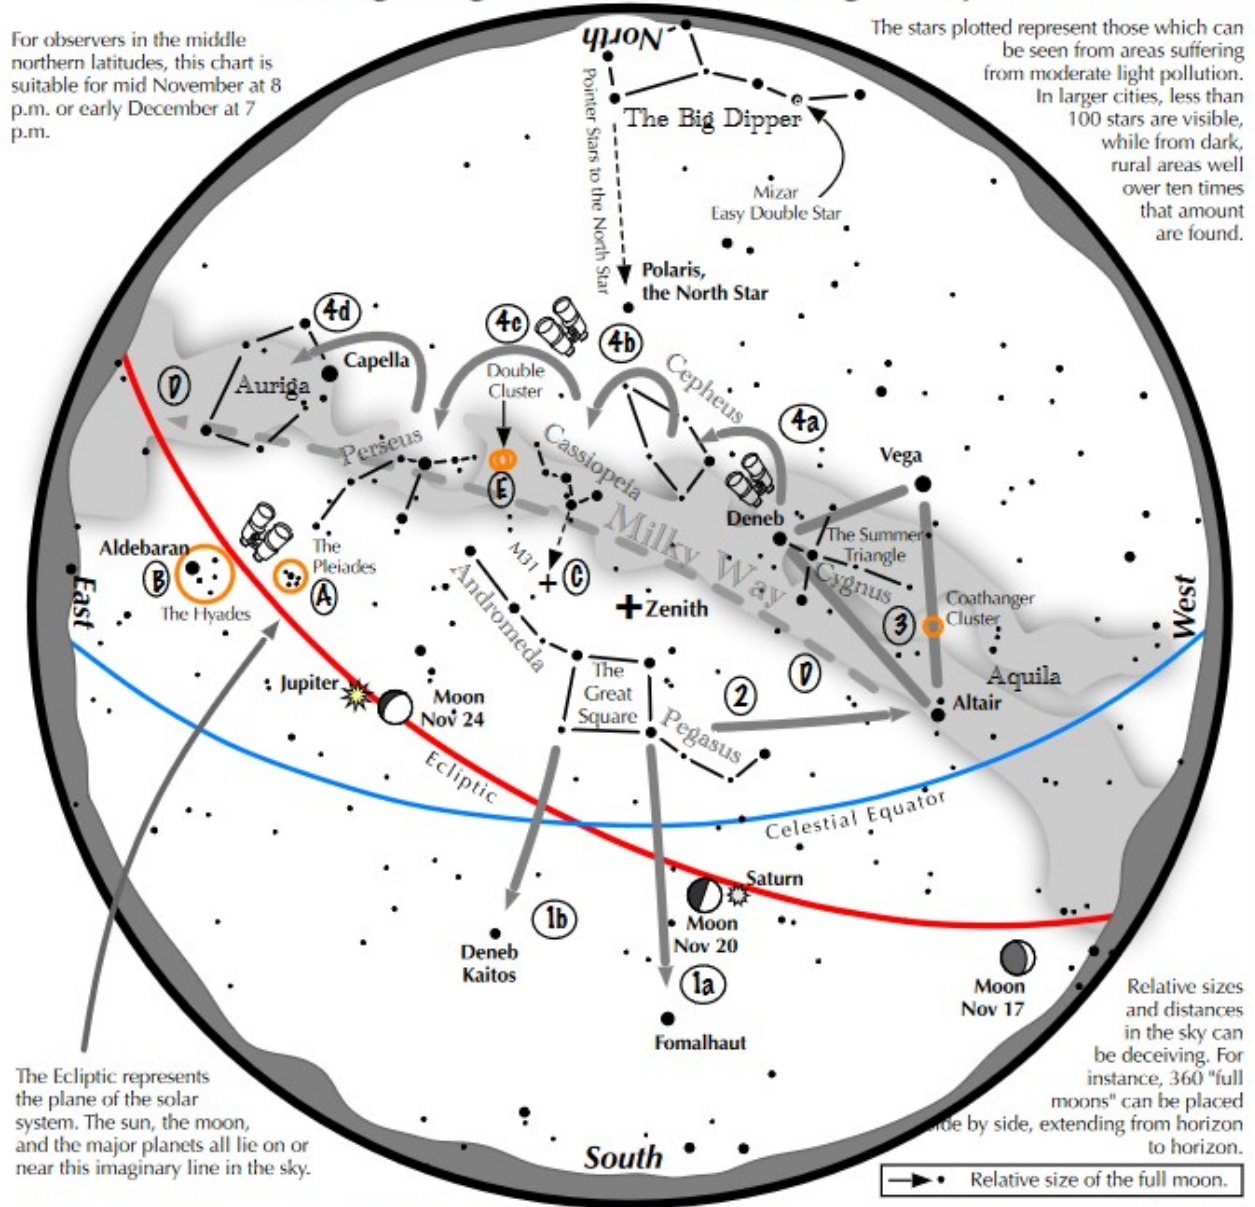 For observers in the middle
northern latitudes, this chart is
suitable for mid November at 8
p.m. or early December at 7
p.m.
The stars plotted represent those which can
be seen from areas suffering
from moderate light pollution.
In larger cities, less than
100 stars are visible,
while from dark,
rural areas well
over ten times
that amount
are found.
North
Pointer Stars to the North Star
The Big Dipper
Mizar
Easy Double Star
Polaris,
the North Star
4d
4c
4b
4a
Capella
Auriga
D
Double
Cluster
Cepheus
Perseus
Cassiopeia
E
Vega
Deneb
The Summer
Triangle
Cygnus
Milky Way
Aldebaran
B
The Hyades
The
Pleiades
A
M31
C
Andromeda
Zenith
3
Coathanger
Cluster
East
West
Jupiter
Moon
Nov 24
The
Great
Square
Pegasus
2
D
Aquila
Altair
Ecliptic
Celestial Equator
Saturn
Moon
Nov 20
1b
Deneb
Kaitos
1a
Fomalhaut
Moon
Nov 17
The Ecliptic represents
the plane of the solar
system. The sun, the moon,
and the major planets all lie on or
near this imaginary line in the sky.
Relative sizes
and distances
in the sky can
be deceiving. For
instance, 360 "full
moons" can be placed
side by side, extending from horizon
to horizon.
South
Relative size of the full moon.